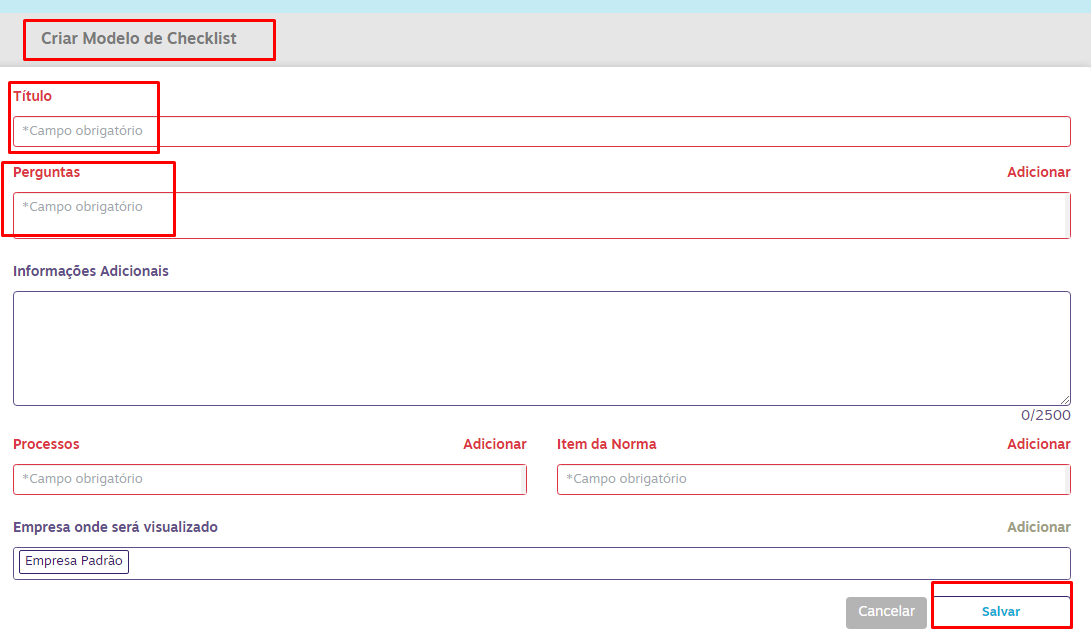 Criar Modelo de Checklist
Título
*Campo obrigatório
Perguntas Adicionar
*Campo obrigatório
Informações Adicionais
0/2500
Processos Adicionar Item da Norma Adicionar
*Campo obrigatório *Campo obrigatório
Empresa onde será visualizado Adicionar
Empresa Padrão
Cancelar Salvar